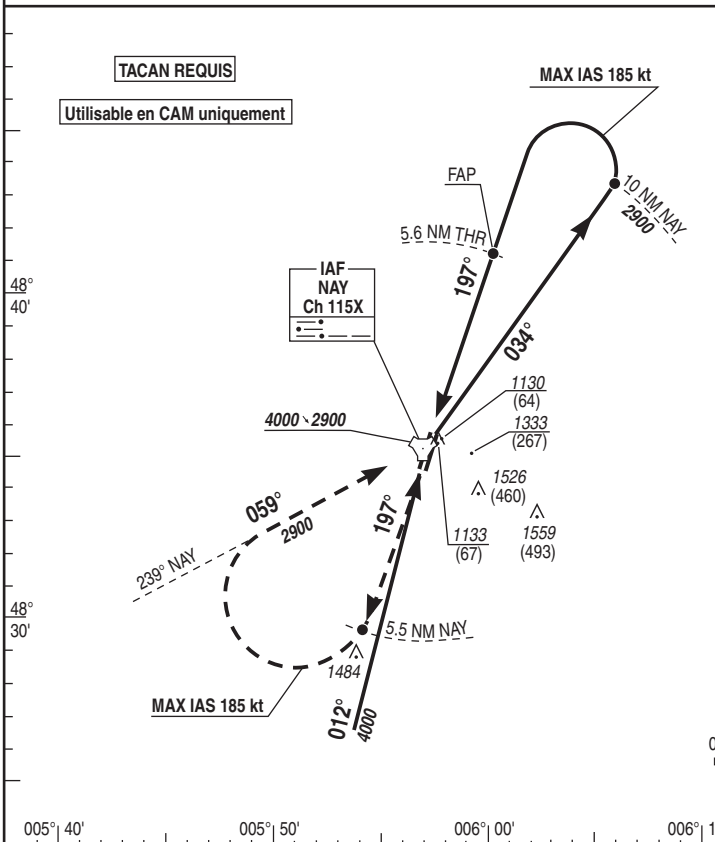 TACAN REQUIS
Utilisable en CAM uniquement
MAX IAS 185 kt
FAP
10 NM NAY
2900
5.6 NM THR
197°
IAF
NAY
Ch 115X
48°
40'
034°
1130
(64)
4000↘2900
1333
(267)
1526
(460)
059°
2900
197°
1133
(67)
1559
(493)
239° NAY
48°
30'
5.5 NM NAY
1484
MAX IAS 185 kt
012°
4000
0
005° 40'
005° 50'
006° 00'
006° 1